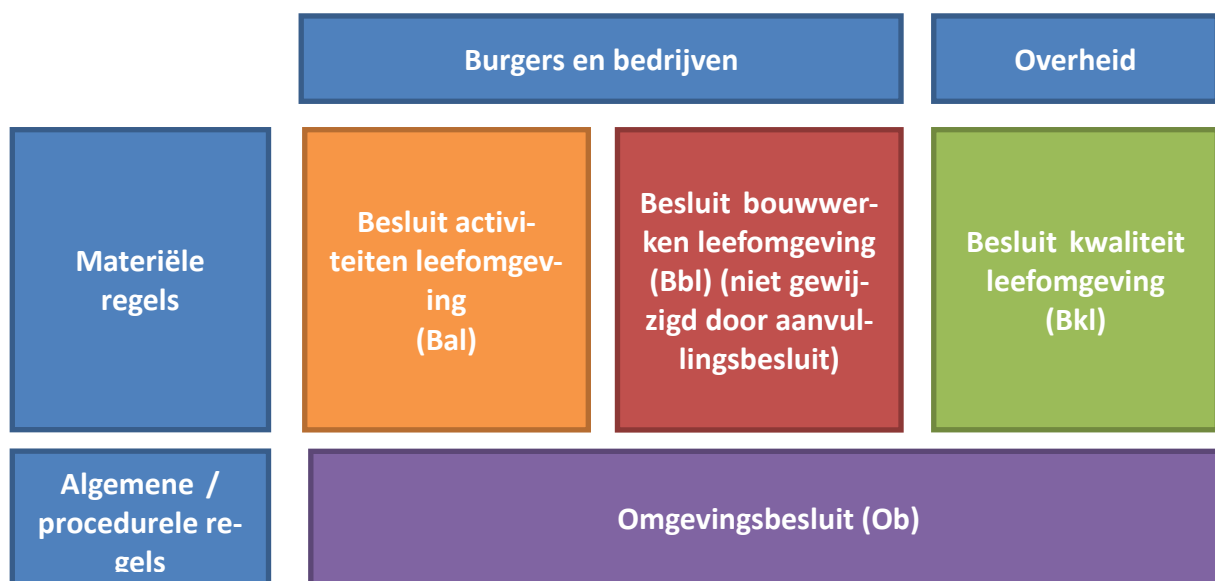 Burgers en bedrijven
Overheid
Materiële
regels
Besluit activi-
teiten leefomgev-
ing
(Bal)
Besluit bouwwer-
ken leefomgeving
(Bbl) (niet gewij-
zigd door aanvul-
lingsbesluit)
Besluit kwaliteit
leefomgeving
(Bkl)
Algemene /
procedurele re-
gels
Omgevingsbesluit (Ob)